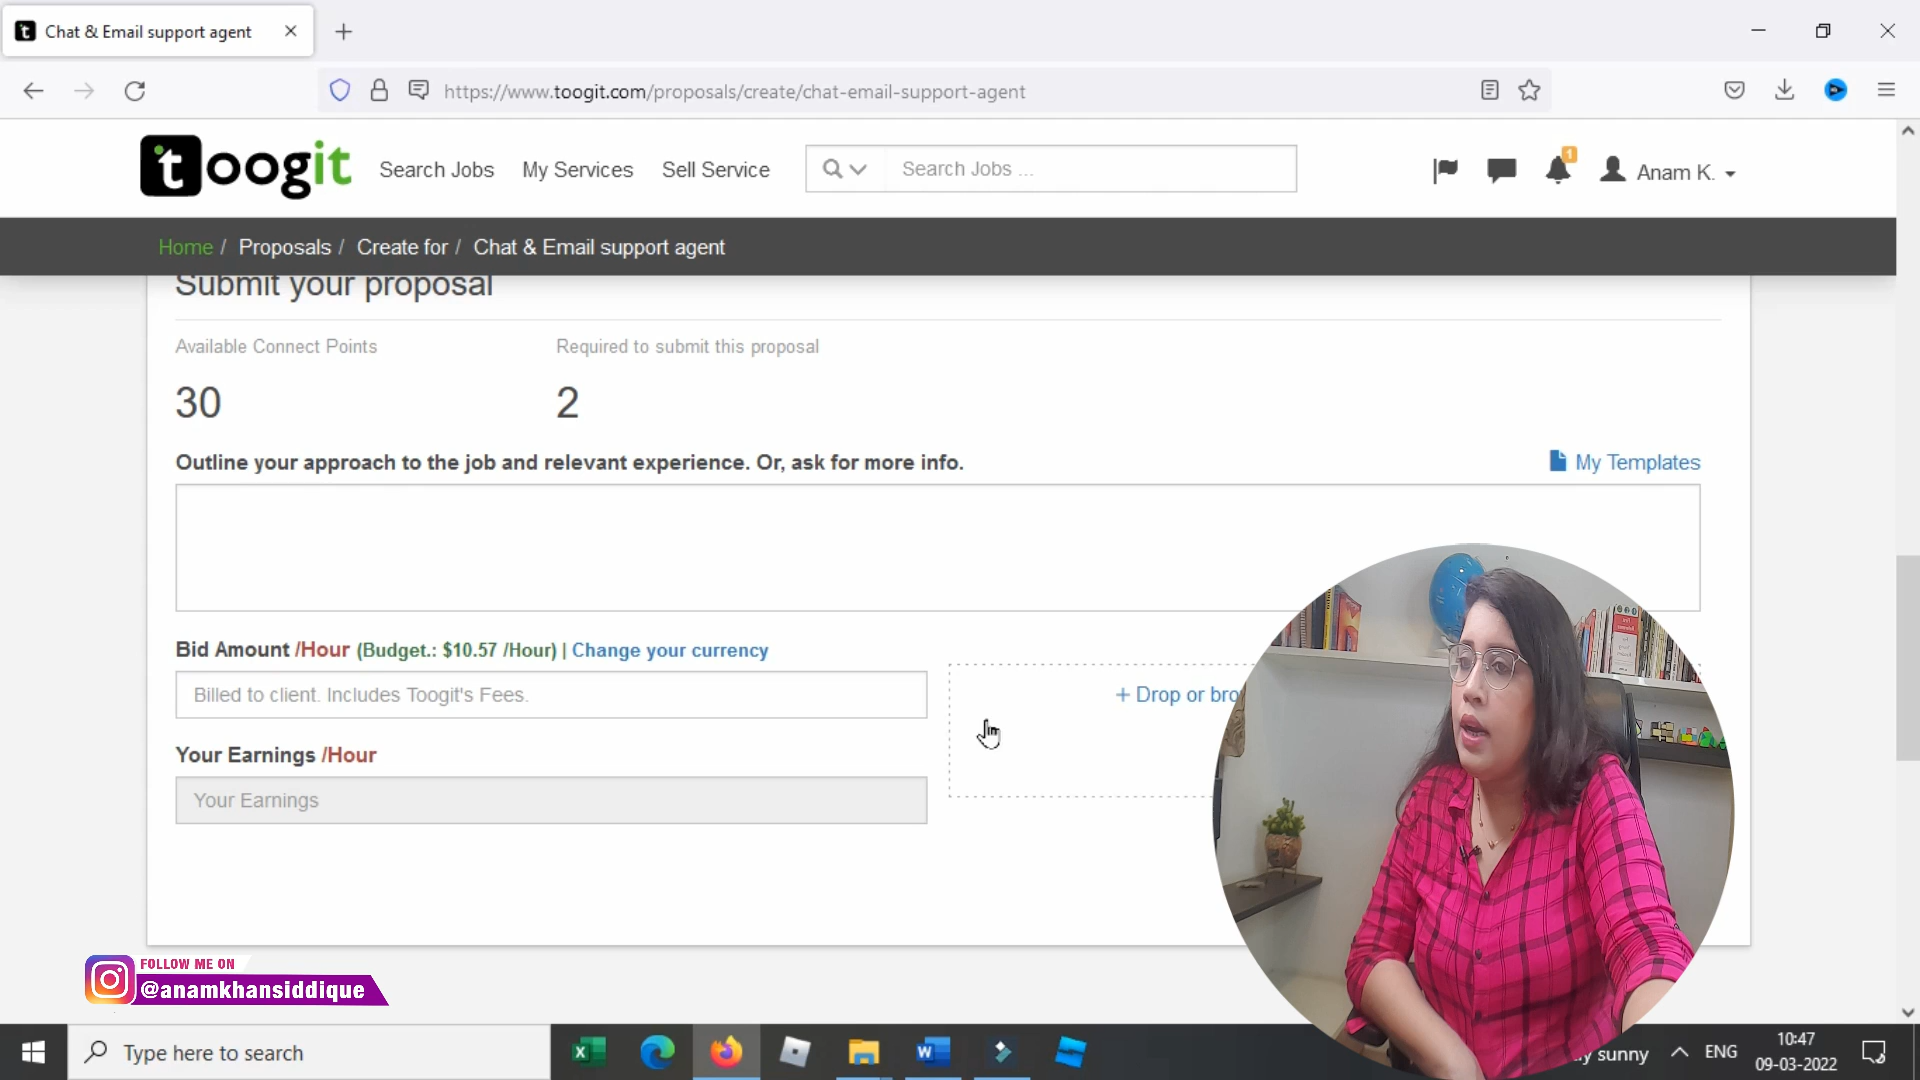 Chat & Email support agent
https://www.toogit.com/proposals/create/chat-email-support-agent
toogit
Search Jobs
My Services
Sell Service
Search Jobs ...
1
Anam K.
Home / Proposals / Create for / Chat & Email support agent
Submit your proposal
Available Connect Points
Required to submit this proposal
30
2
Outline your approach to the job and relevant experience. Or, ask for more info.
My Templates
Bid Amount /Hour (Budget.: $10.57 /Hour) | Change your currency
Billed to client. Includes Toogit's Fees.
+ Drop or bro
Your Earnings /Hour
Your Earnings
FOLLOW ME ON
@anamkhansiddique
Type here to search
sunny
ENG
10:47
09-03-2022